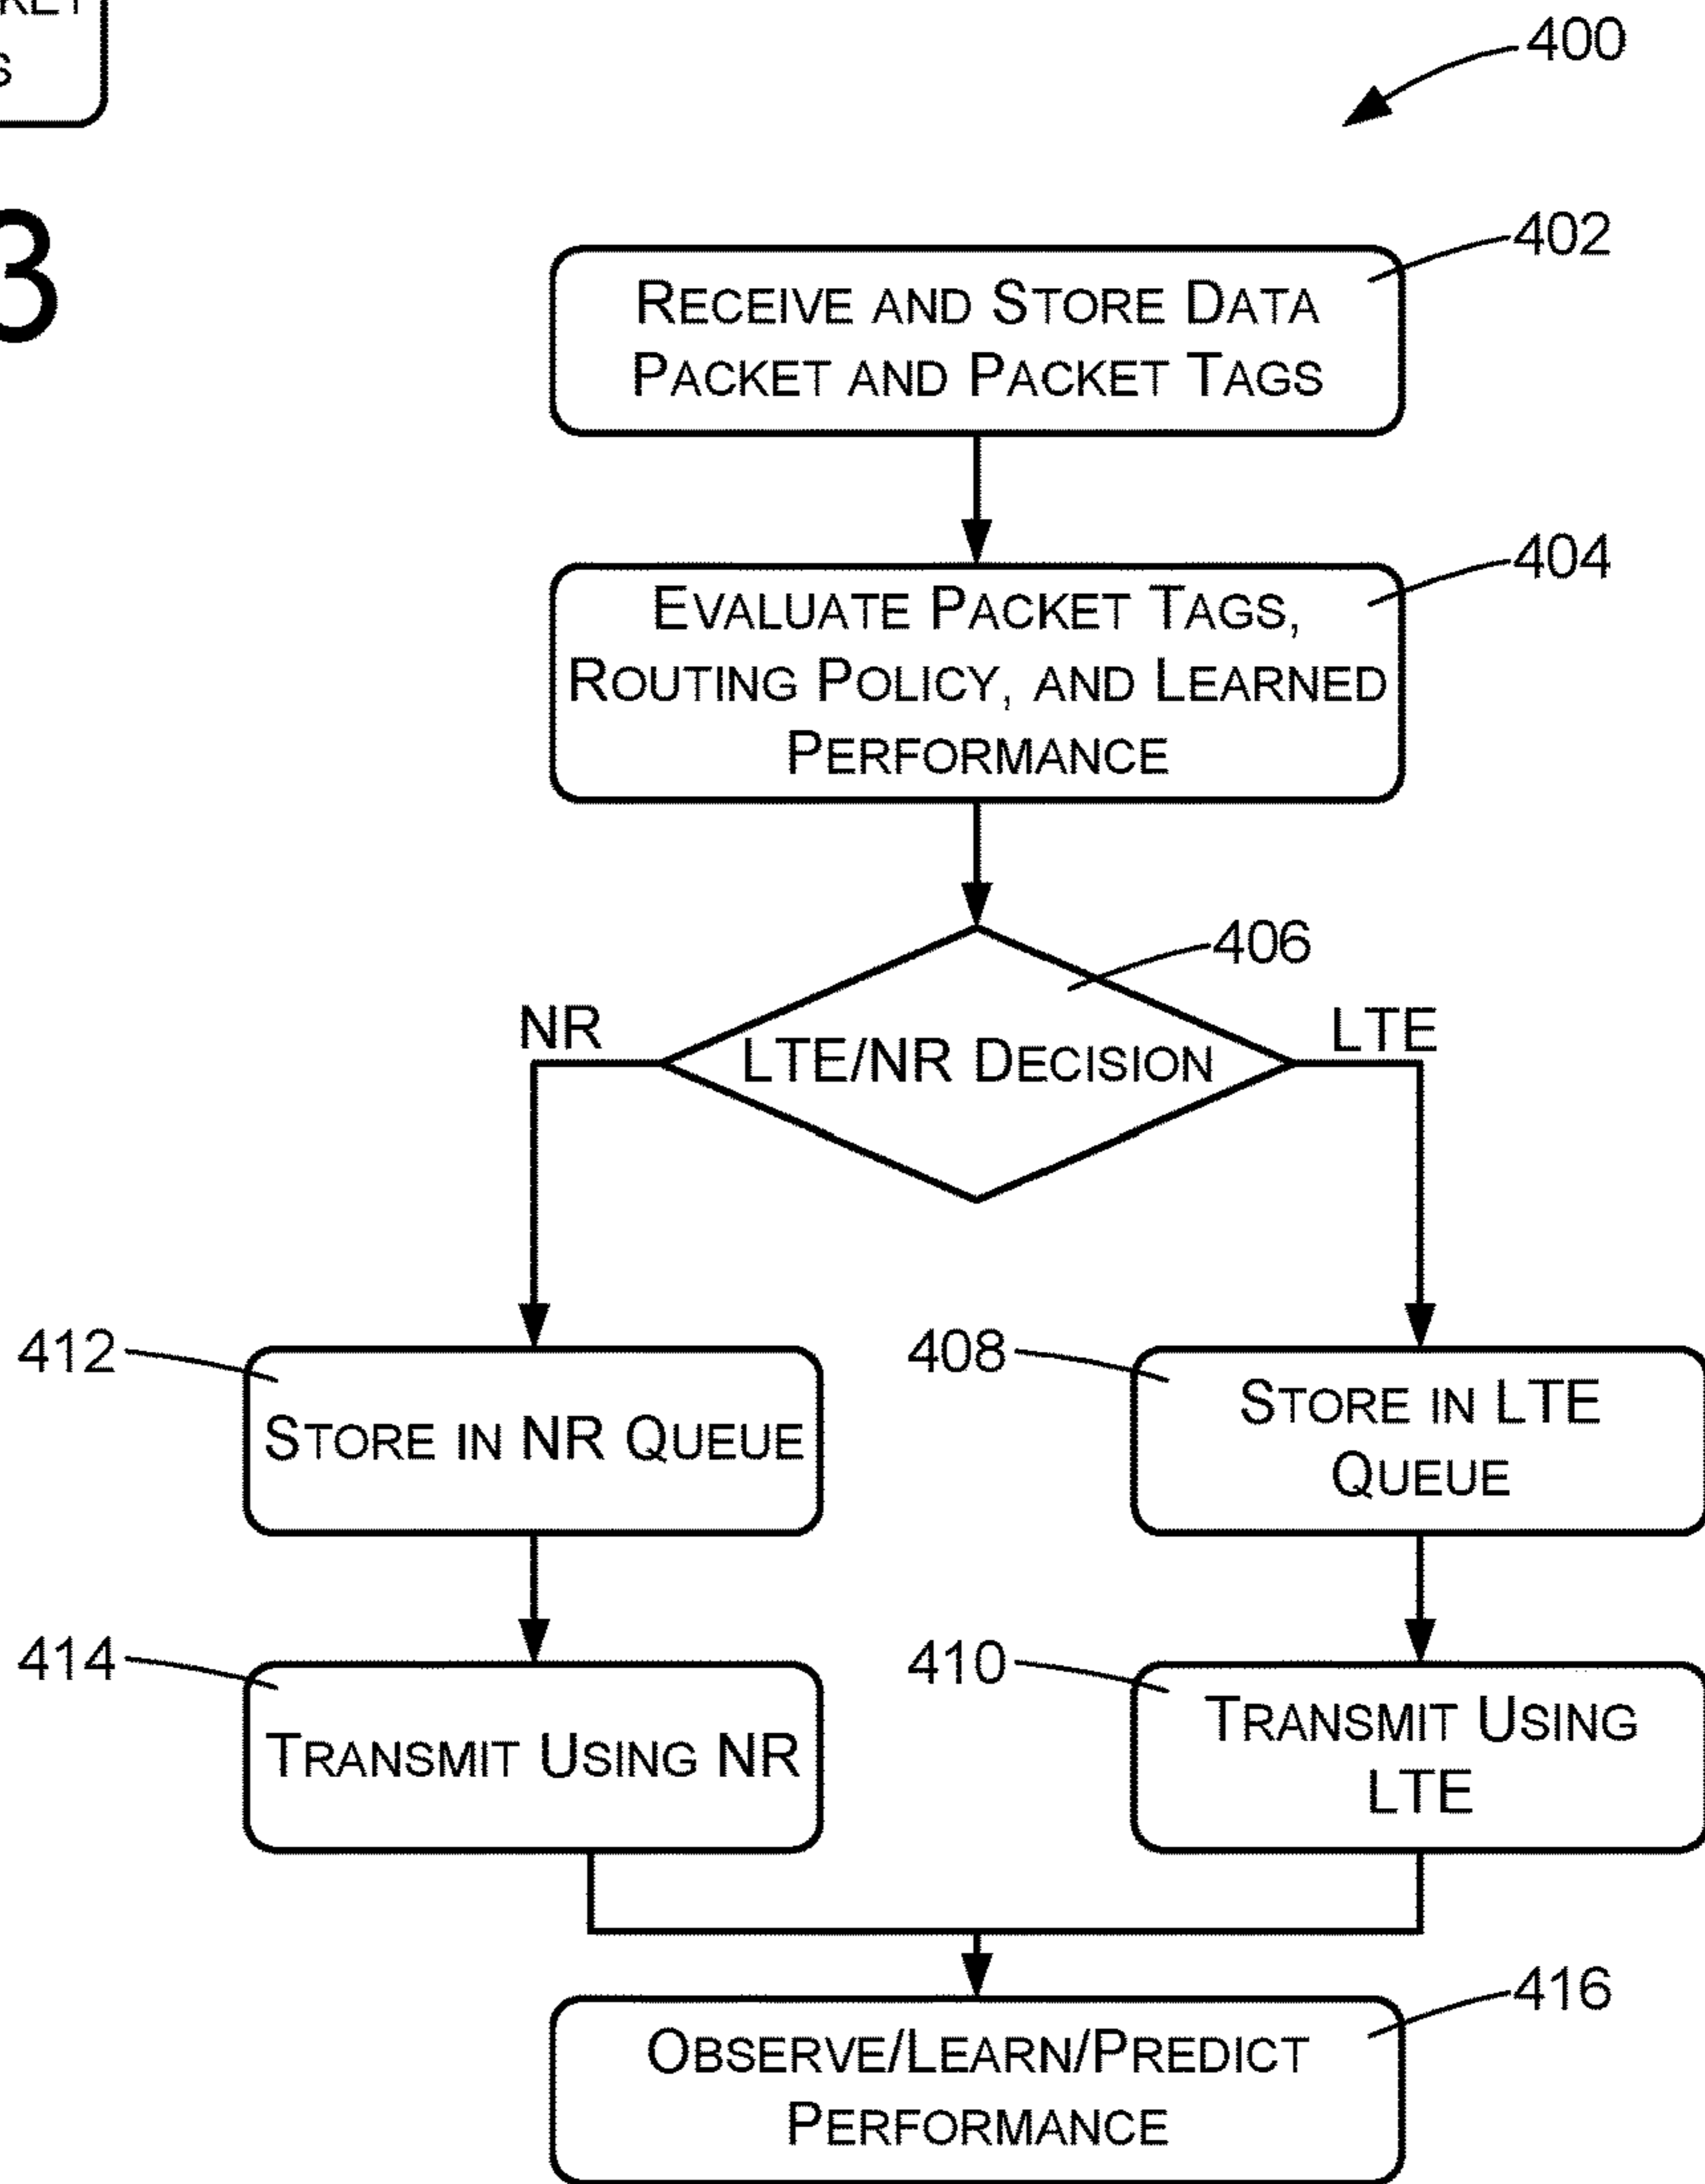 S
400
3
402
RECEIVE AND STORE DATA
PACKET AND PACKET TAGS
404
EVALUATE PACKET TAGS,
ROUTING POLICY, AND LEARNED
PERFORMANCE
406
NR
LTE/NR DECISION
LTE
412
STORE IN NR QUEUE
408
STORE IN LTE
QUEUE
414
TRANSMIT USING NR
410
TRANSMIT USING
LTE
416
OBSERVE/LEARN/PREDICT
PERFORMANCE